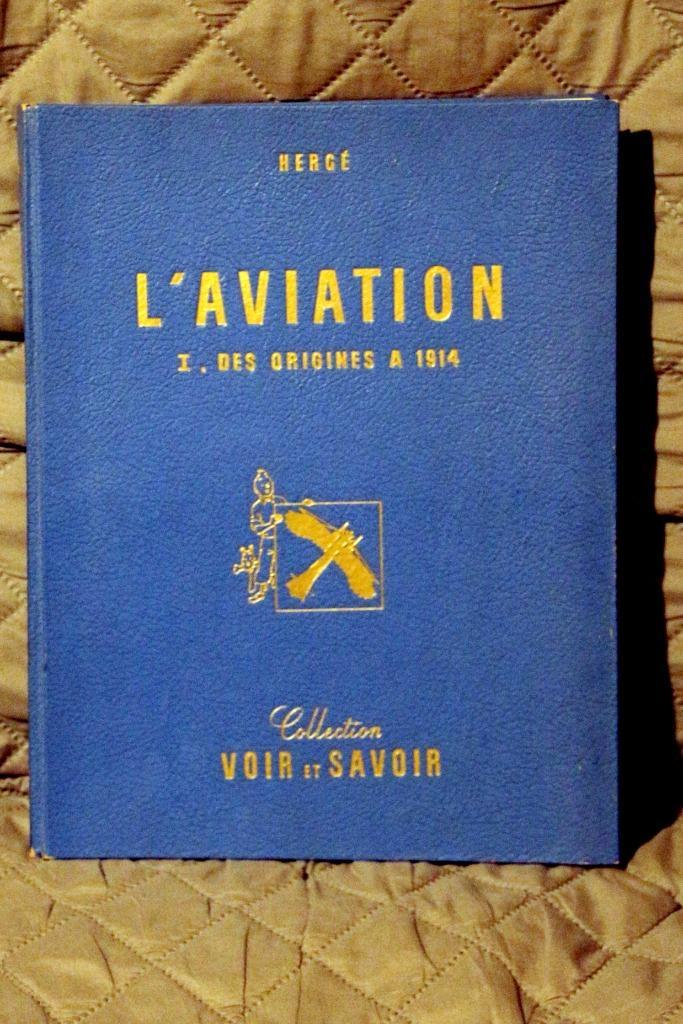 HERGÉ
L'AVIATION
I. DES ORIGINES A 1914
Collection
VOIR ET SAVOIR